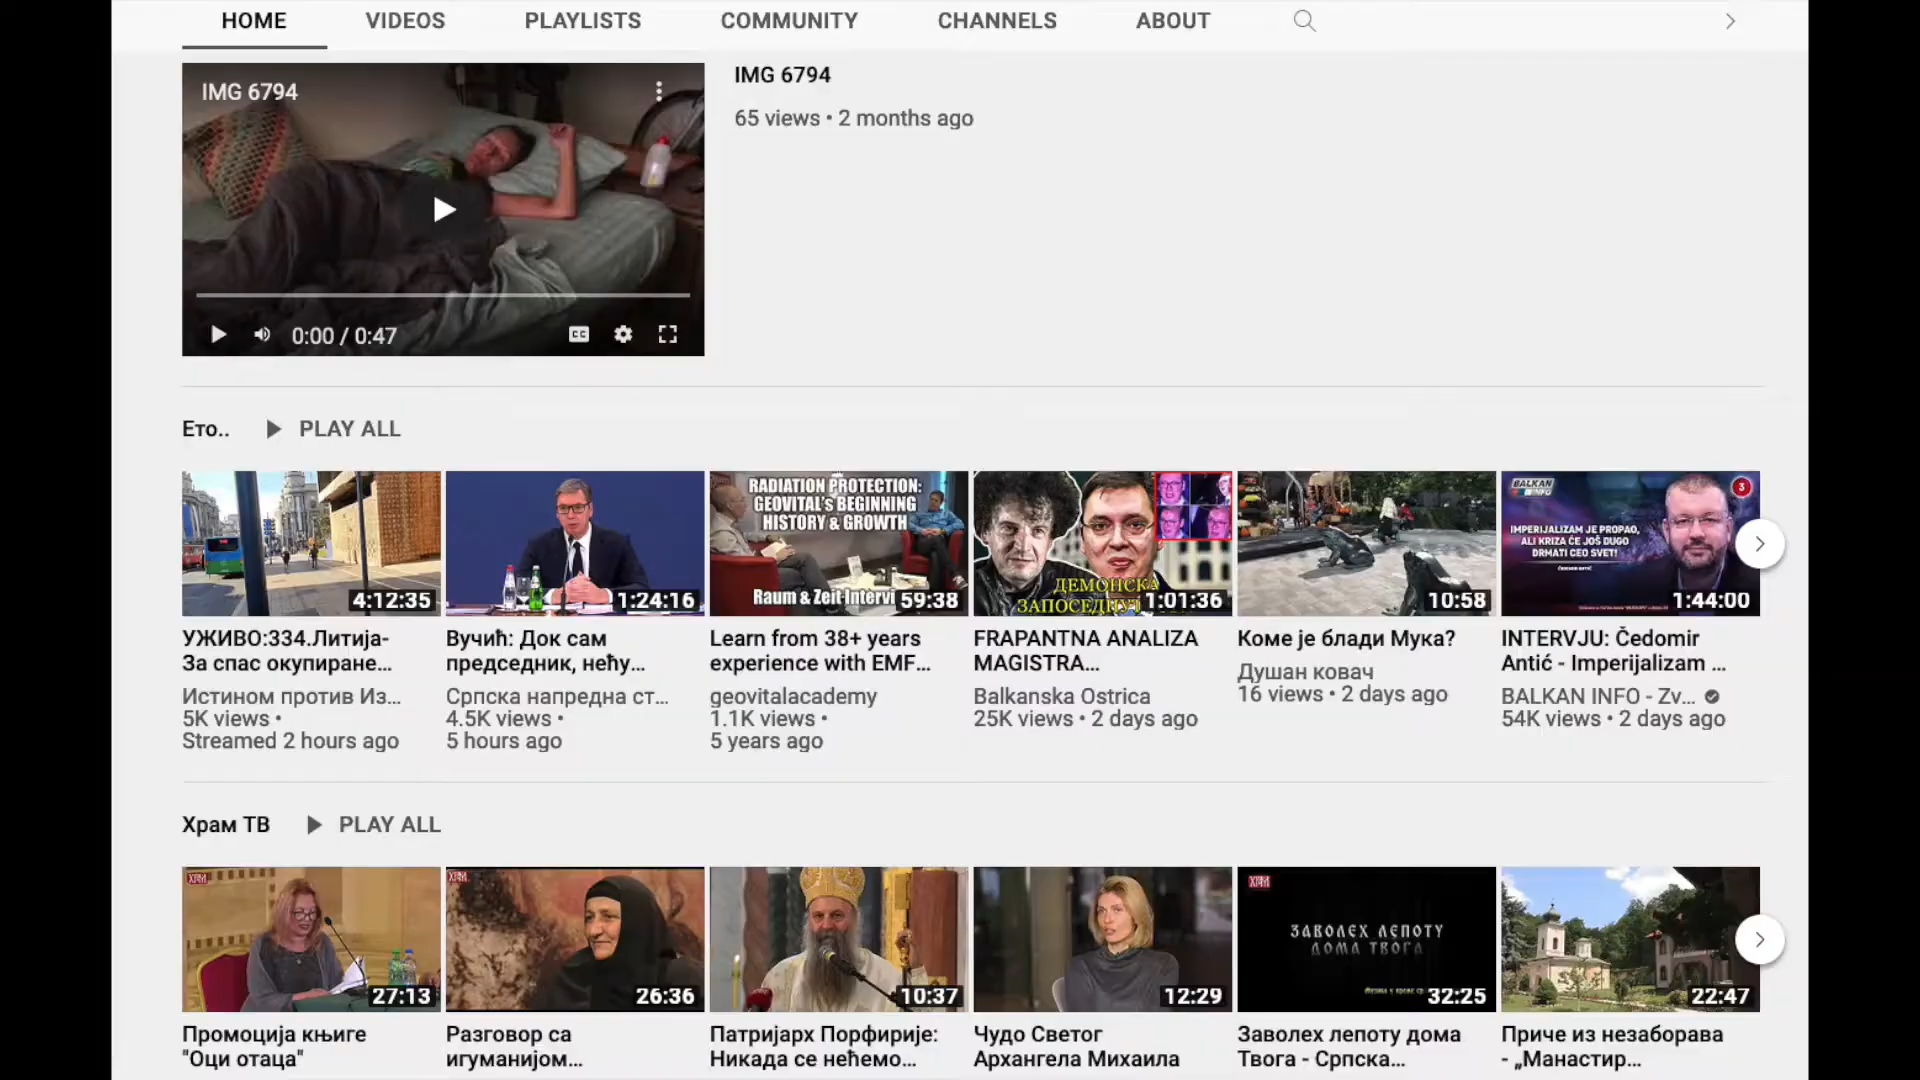 HOME VIDEOS PLAYLISTS COMMUNITY CHANNELS ABOUT
IMG 6794
IMG 6794
65 views • 2 months ago
0:00 / 0:47
CC
Ето.. PLAY ALL
4:12:35
УЖИВО:334.Литија-
За спас окупиране...
Истином против Из...
5K views •
Streamed 2 hours ago
1:24:16
Вучић: Док сам
председник, нећу...
Српска напредна ст...
4.5K views •
5 hours ago
RADIATION PROTECTION:
GEOVITAL'S BEGINNING
HISTORY & GROWTH
Raum & Zeit Intervi
59:38
Learn from 38+ years
experience with EMF...
geovitalacademy
1.1K views •
5 years ago
ДЕМОНСКА
ЗАПОСЕДНУТ
1:01:36
FRAPANTNA ANALIZA
MAGISTRA...
Balkanska Ostrica
25K views • 2 days ago
10:58
Коме је блади Мука?
Душан ковач
16 views • 2 days ago
BALKAN
INFO
3
IMPERIJALIZAM JE PROPAO,
ALI KRIZA ĆE JOŠ DUGO
DRMATI CEO SVET!
1:44:00
INTERVJU: Čedomir
Antić - Imperijalizam ...
BALKAN INFO - Zv...
54K views • 2 days ago
Храм ТВ PLAY ALL
ХРАМ
27:13
Промоција књиге
"Оци отаца"
ХРАМ
26:36
Разговор са
игуманијом...
10:37
Патријарх Порфирије:
Никада се нећемо...
12:29
Чудо Светог
Архангела Михаила
ХРАМ
ЗАВОЛЕХ ЛЕПОТУ
ДОМА ТВОГА
32:25
Заволех лепоту дома
Твога - Српска...
22:47
Приче из незаборава
- „Манастир...